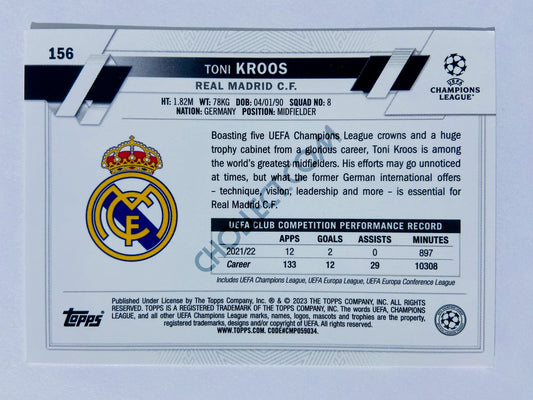 156
TONI KROOS
REAL MADRID C.F.
HT: 1.82M WT: 78KG DOB: 04/01/90 SQUAD NO: 8
NATION: GERMANY POSITION: MIDFIELDER
UEFA
CHAMPIONS
LEAGUE
Boasting five UEFA Champions League crowns and a huge
trophy cabinet from a glorious career, Toni Kroos is among
the world's greatest midfielders. His efforts may go unnoticed
at times, but what the former German international offers
– technique, vision, leadership and more – is essential for
Real Madrid C.F.
UEFA CLUB COMPETITION PERFORMANCE RECORD
APPS GOALS ASSISTS MINUTES
2021/22 12 2 0 897
Career 133 12 29 10308
Includes UEFA Champions League, UEFA Europa League, UEFA Europa Conference League
Topps
Published Under License by The Topps Company, Inc. ® & © 2023 THE TOPPS COMPANY, INC. ALL RIGHTS
RESERVED. TOPPS IS A REGISTERED TRADEMARK OF THE TOPPS COMPANY, INC. The words UEFA, CHAMPIONS
LEAGUE, and all other UEFA Champions League marks, names, logos, mascots and trophies are the property,
registered trademarks, designs and/or copyright of UEFA. All rights reserved.
WWW.TOPPS.COM. CODE#CMP059034.